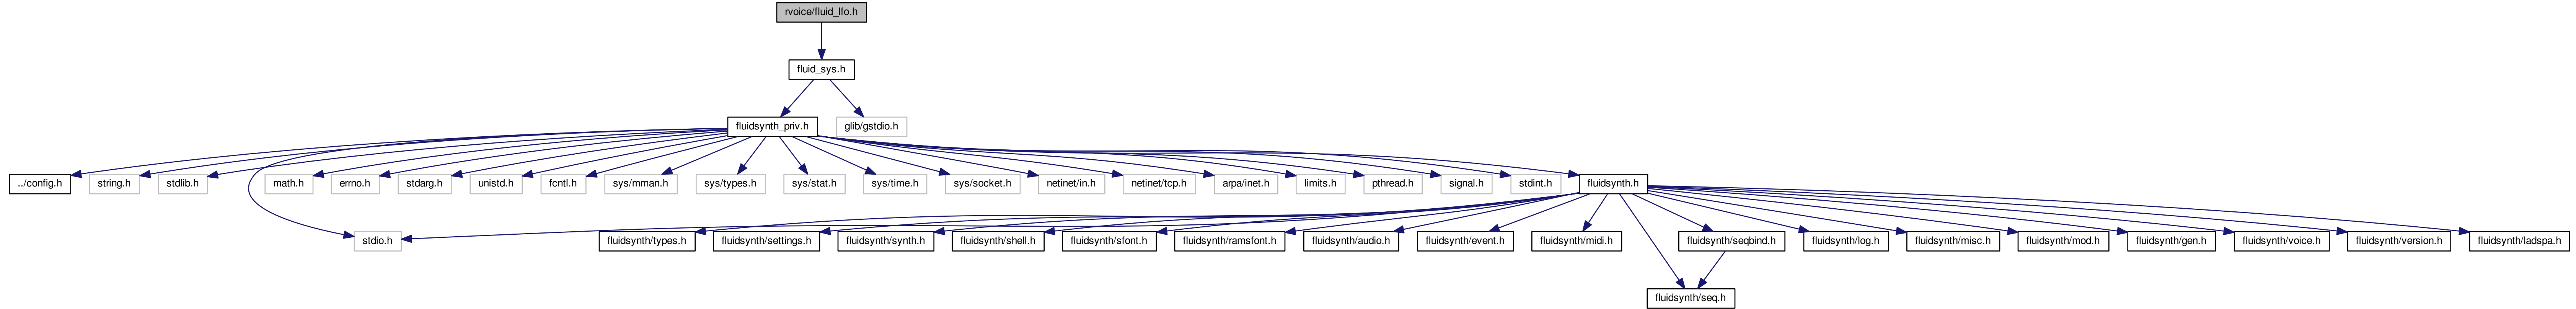 rvoice/fluid_lfo.h
fluid_sys.h
fluidsynth_priv.h
glib/gstdio.h
../config.h
string.h
stdlib.h
math.h
errno.h
stdarg.h
unistd.h
fcntl.h
sys/mman.h
sys/types.h
sys/stat.h
sys/time.h
sys/socket.h
netinet/in.h
netinet/tcp.h
arpa/inet.h
limits.h
pthread.h
signal.h
stdint.h
fluidsynth.h
stdio.h
fluidsynth/types.h
fluidsynth/settings.h
fluidsynth/synth.h
fluidsynth/shell.h
fluidsynth/sfont.h
fluidsynth/ramsfont.h
fluidsynth/audio.h
fluidsynth/event.h
fluidsynth/midi.h
fluidsynth/seqbind.h
fluidsynth/log.h
fluidsynth/misc.h
fluidsynth/mod.h
fluidsynth/gen.h
fluidsynth/voice.h
fluidsynth/version.h
fluidsynth/ladspa.h
fluidsynth/seq.h